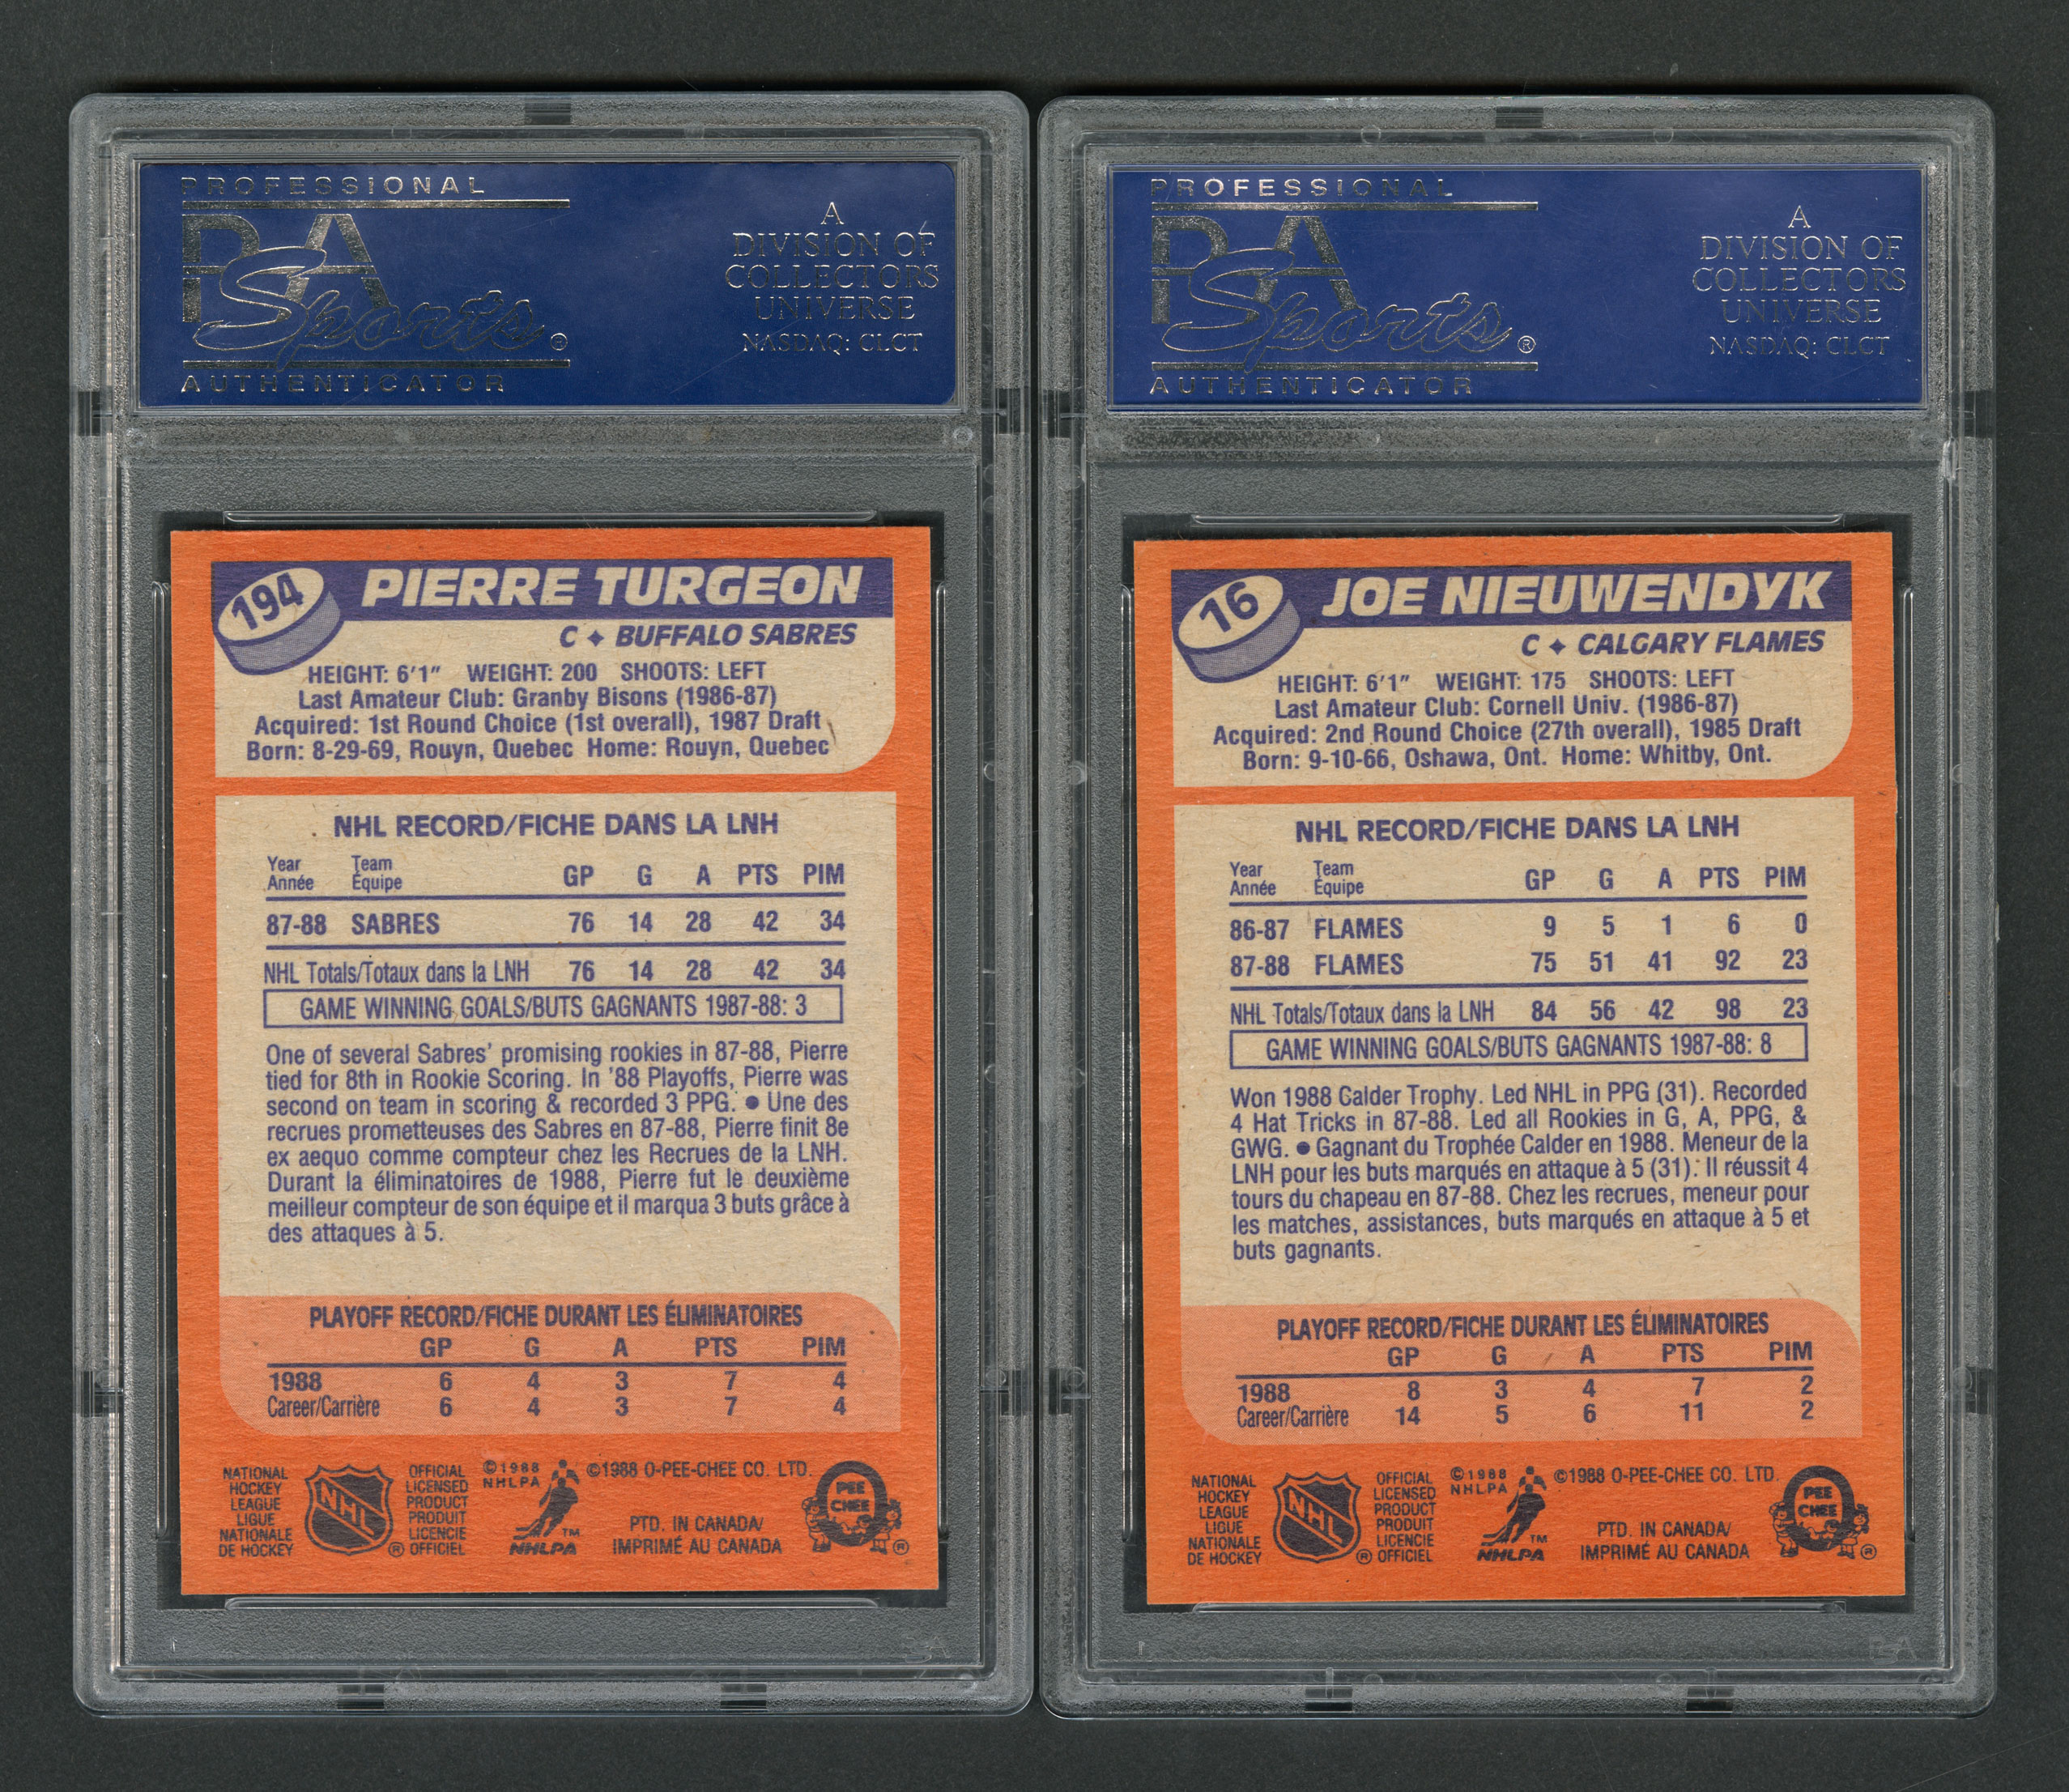 PROFESSIONAL
PSA
Sports®
AUTHENTICATOR
A
DIVISION OF
COLLECTORS
UNIVERSE
NASDAQ: CLCT
194
PIERRE TURGEON
C ✦ BUFFALO SABRES
HEIGHT: 6'1" WEIGHT: 200 SHOOTS: LEFT
Last Amateur Club: Granby Bisons (1986-87)
Acquired: 1st Round Choice (1st overall), 1987 Draft
Born: 8-29-69, Rouyn, Quebec Home: Rouyn, Quebec
NHL RECORD/FICHE DANS LA LNH
Year Team
Année Équipe GP G A PTS PIM
87-88 SABRES 76 14 28 42 34
NHL Totals/Totaux dans la LNH 76 14 28 42 34
GAME WINNING GOALS/BUTS GAGNANTS 1987-88: 3
One of several Sabres' promising rookies in 87-88, Pierre
tied for 8th in Rookie Scoring. In '88 Playoffs, Pierre was
second on team in scoring & recorded 3 PPG. ● Une des
recrues prometteuses des Sabres en 87-88, Pierre finit 8e
ex aequo comme compteur chez les Recrues de la LNH.
Durant la éliminatoires de 1988, Pierre fut le deuxième
meilleur compteur de son équipe et il marqua 3 buts grâce à
des attaques à 5.
PLAYOFF RECORD/FICHE DURANT LES ÉLIMINATOIRES
GP G A PTS PIM
1988 6 4 3 7 4
Career/Carrière 6 4 3 7 4
NATIONAL
HOCKEY
LEAGUE
LIGUE
NATIONALE
DE HOCKEY
NHL
®
OFFICIAL
LICENSED
PRODUCT
PRODUIT
LICENCIE
OFFICIEL
©1988
NHLPA
™
NHLPA
©1988 O-PEE-CHEE CO. LTD.
PTD. IN CANADA/
IMPRIMÉ AU CANADA
PEE
CHEE
®
PROFESSIONAL
PSA
Sports®
AUTHENTICATOR
A
DIVISION OF
COLLECTORS
UNIVERSE
NASDAQ: CLCT
16
JOE NIEUWENDYK
C ✦ CALGARY FLAMES
HEIGHT: 6'1" WEIGHT: 175 SHOOTS: LEFT
Last Amateur Club: Cornell Univ. (1986-87)
Acquired: 2nd Round Choice (27th overall), 1985 Draft
Born: 9-10-66, Oshawa, Ont. Home: Whitby, Ont.
NHL RECORD/FICHE DANS LA LNH
Year Team
Année Équipe GP G A PTS PIM
86-87 FLAMES 9 5 1 6 0
87-88 FLAMES 75 51 41 92 23
NHL Totals/Totaux dans la LNH 84 56 42 98 23
GAME WINNING GOALS/BUTS GAGNANTS 1987-88: 8
Won 1988 Calder Trophy. Led NHL in PPG (31). Recorded
4 Hat Tricks in 87-88. Led all Rookies in G, A, PPG, &
GWG. ● Gagnant du Trophée Calder en 1988. Meneur de la
LNH pour les buts marqués en attaque à 5 (31). Il réussit 4
tours du chapeau en 87-88. Chez les recrues, meneur pour
les matches, assistances, buts marqués en attaque à 5 et
buts gagnants.
PLAYOFF RECORD/FICHE DURANT LES ÉLIMINATOIRES
GP G A PTS PIM
1988 8 3 4 7 2
Career/Carrière 14 5 6 11 2
NATIONAL
HOCKEY
LEAGUE
LIGUE
NATIONALE
DE HOCKEY
NHL
®
OFFICIAL
LICENSED
PRODUCT
PRODUIT
LICENCIE
OFFICIEL
©1988
NHLPA
™
NHLPA
©1988 O-PEE-CHEE CO. LTD.
PTD. IN CANADA/
IMPRIMÉ AU CANADA
PEE
CHEE
®
PSA